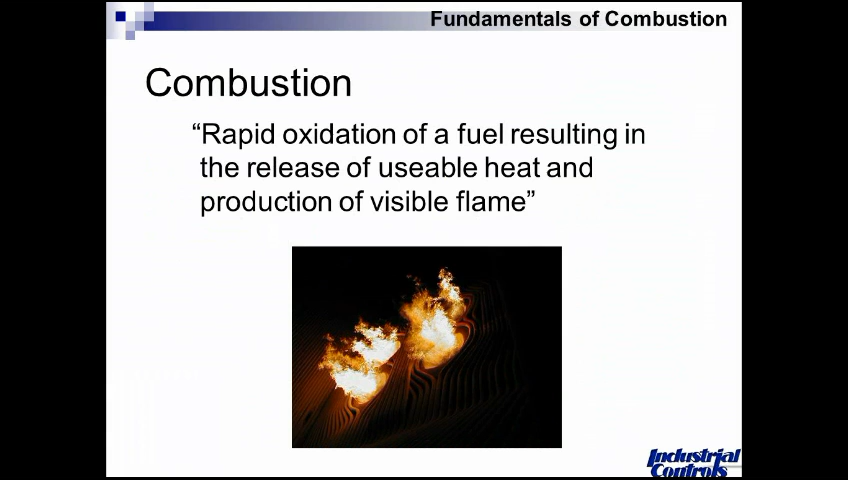 Fundamentals of Combustion
Combustion
“Rapid oxidation of a fuel resulting in
the release of useable heat and
production of visible flame”
Industrial
Controls